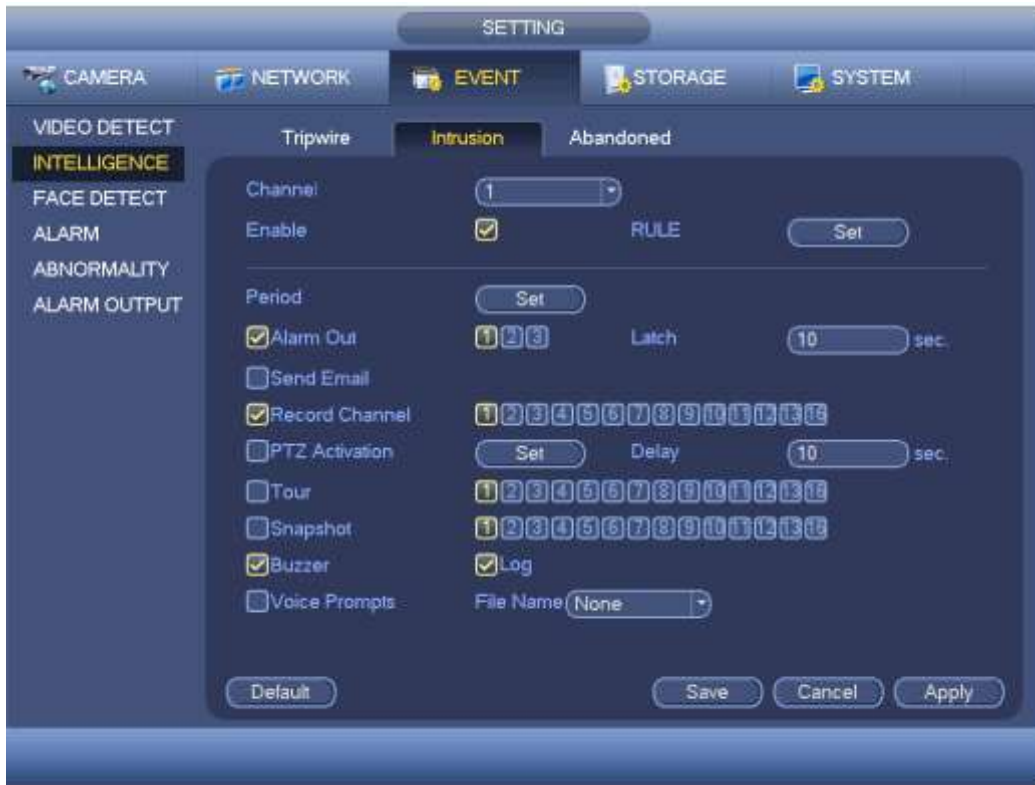 SETTING
CAMERA NETWORK EVENT STORAGE SYSTEM
VIDEO DETECT
INTELLIGENCE
FACE DETECT
ALARM
ABNORMALITY
ALARM OUTPUT
Tripwire Intrusion Abandoned
Channel 1
Enable RULE Set
Period Set
Alarm Out 1 2 3 Latch 10 sec.
Send Email
Record Channel 1 2 3 4 5 6 7 8 9 10 11 12 13 16
PTZ Activation Set Delay 10 sec.
Tour 1 2 3 4 5 6 7 8 9 10 11 12 13 16
Snapshot 1 2 3 4 5 6 7 8 9 10 11 12 13 16
Buzzer Log
Voice Prompts File Name None
Default Save Cancel Apply